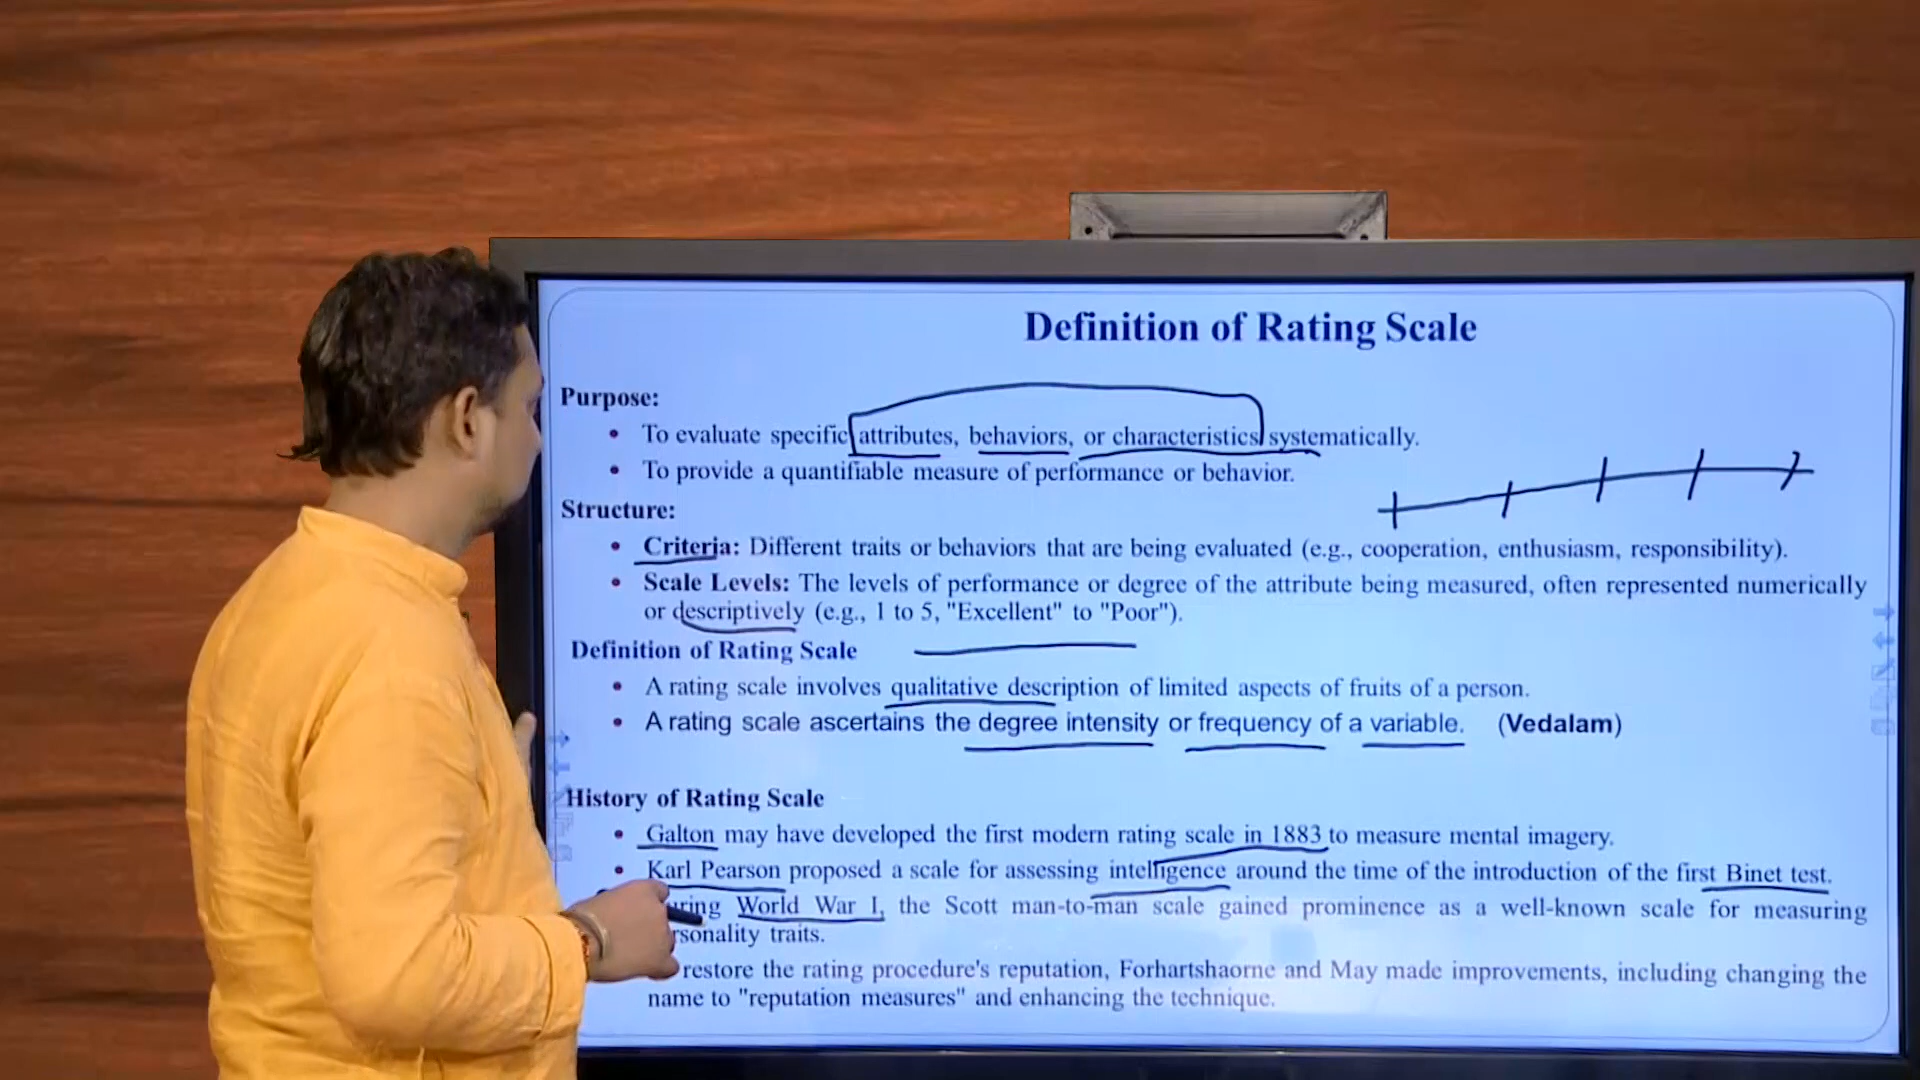 Definition of Rating Scale
Purpose:
• To evaluate specific attributes, behaviors, or characteristics systematically.
• To provide a quantifiable measure of performance or behavior.
Structure:
• Criteria: Different traits or behaviors that are being evaluated (e.g., cooperation, enthusiasm, responsibility).
• Scale Levels: The levels of performance or degree of the attribute being measured, often represented numerically
or descriptively (e.g., 1 to 5, "Excellent" to "Poor").
Definition of Rating Scale
• A rating scale involves qualitative description of limited aspects of fruits of a person.
• A rating scale ascertains the degree intensity or frequency of a variable. (Vedalam)
History of Rating Scale
• Galton may have developed the first modern rating scale in 1883 to measure mental imagery.
• Karl Pearson proposed a scale for assessing intelligence around the time of the introduction of the first Binet test.
World War I, the Scott man-to-man scale gained prominence as a well-known scale for measuring
traits.
restore the rating procedure's reputation, Forhartshaorne and May made improvements, including changing the
name to "reputation measures" and enhancing the technique.